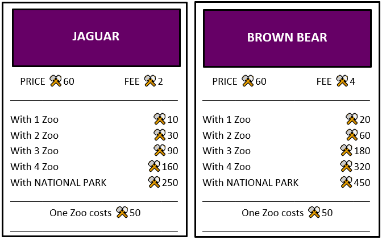 JAGUAR
PRICE 60 FEE 2
With 1 Zoo 10
With 2 Zoo 30
With 3 Zoo 90
With 4 Zoo 160
With NATIONAL PARK 250
One Zoo costs 50
BROWN BEAR
PRICE 60 FEE 4
With 1 Zoo 20
With 2 Zoo 60
With 3 Zoo 180
With 4 Zoo 320
With NATIONAL PARK 450
One Zoo costs 50